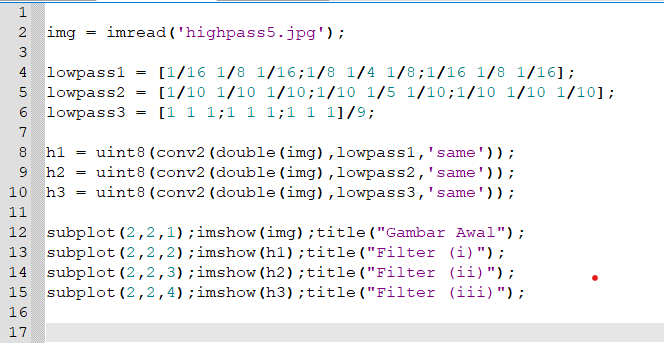 1
2 img = imread('highpass5.jpg');
3
4 lowpass1 = [1/16 1/8 1/16;1/8 1/4 1/8;1/16 1/8 1/16];
5 lowpass2 = [1/10 1/10 1/10;1/10 1/5 1/10;1/10 1/10 1/10];
6 lowpass3 = [1 1 1;1 1 1;1 1 1]/9;
7
8 h1 = uint8(conv2(double(img),lowpass1,'same'));
9 h2 = uint8(conv2(double(img),lowpass2,'same'));
10 h3 = uint8(conv2(double(img),lowpass3,'same'));
11
12 subplot(2,2,1);imshow(img);title("Gambar Awal");
13 subplot(2,2,2);imshow(h1);title("Filter (i)");
14 subplot(2,2,3);imshow(h2);title("Filter (ii)");
15 subplot(2,2,4);imshow(h3);title("Filter (iii)");
16
17